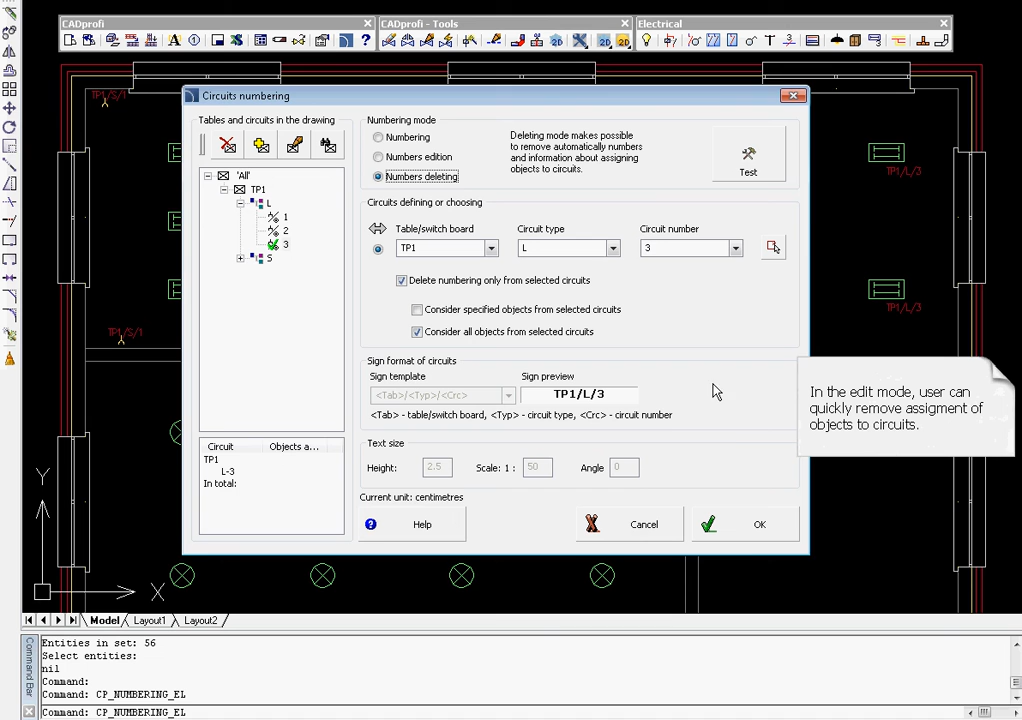 CADprofi
CADprofi - Tools
Electrical
TP1/S/1
Circuits numbering
Tables and circuits in the drawing
'All'
TP1
L
1
2
3
S
Circuit Objects a...
TP1
L-3
In total:
Numbering mode
Numbering
Numbers edition
Numbers deleting
Deleting mode makes possible
to remove automatically numbers
and information about assigning
objects to circuits.
Test
Circuits defining or choosing
Table/switch board Circuit type Circuit number
TP1 L 3
Delete numbering only from selected circuits
Consider specified objects from selected circuits
Consider all objects from selected circuits
Sign format of circuits
Sign template Sign preview
<Tab>/<Typ>/<Crc> TP1/L/3
<Tab> - table/switch board, <Typ> - circuit type, <Crc> - circuit number
Text size
Height: 2.5 Scale: 1 : 50 Angle 0
Current unit: centimetres
Help Cancel OK
TP1/L/3
TP1/L/3
TP1/S/1
In the edit mode, user can
quickly remove assigment of
objects to circuits.
Y
X
Model Layout1 Layout2
Command Bar
Entities in set: 56
Select entities:
nil
Command:
Command: CP_NUMBERING_EL
Command: CP_NUMBERING_EL